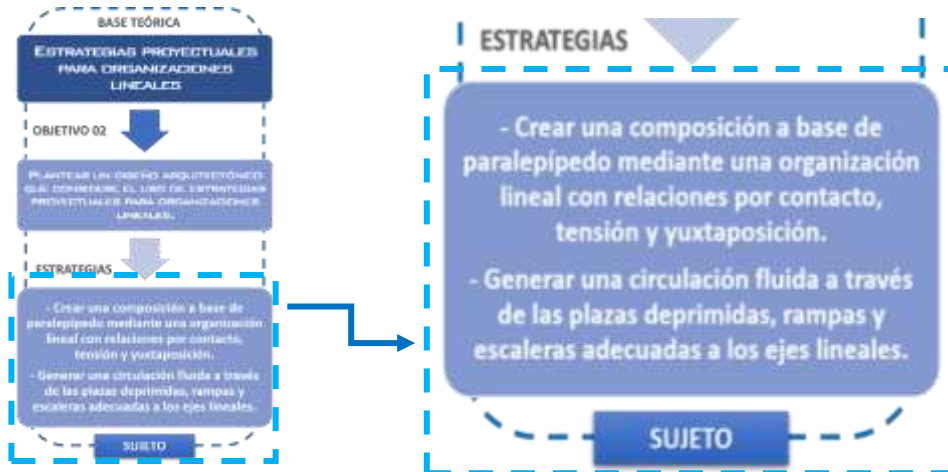 BASE TEÓRICA
ESTRATEGIAS PROYECTUALES
PARA ORGANIZACIONES
LINEALES
OBJETIVO 02
PLANTEAR UN DISEÑO ARQUITECTÓNICO
QUE CONSIDERE EL USO DE ESTRATEGIAS
PROYECTUALES PARA ORGANIZACIONES
LINEALES.
ESTRATEGIAS
- Crear una composición a base de
paralepípedo mediante una organización
lineal con relaciones por contacto,
tensión y yuxtaposición.
- Generar una circulación fluida a través
de las plazas deprimidas, rampas y
escaleras adecuadas a los ejes lineales.
SUJETO
ESTRATEGIAS
- Crear una composición a base de
paralepípedo mediante una organización
lineal con relaciones por contacto,
tensión y yuxtaposición.
- Generar una circulación fluida a través
de las plazas deprimidas, rampas y
escaleras adecuadas a los ejes lineales.
SUJETO